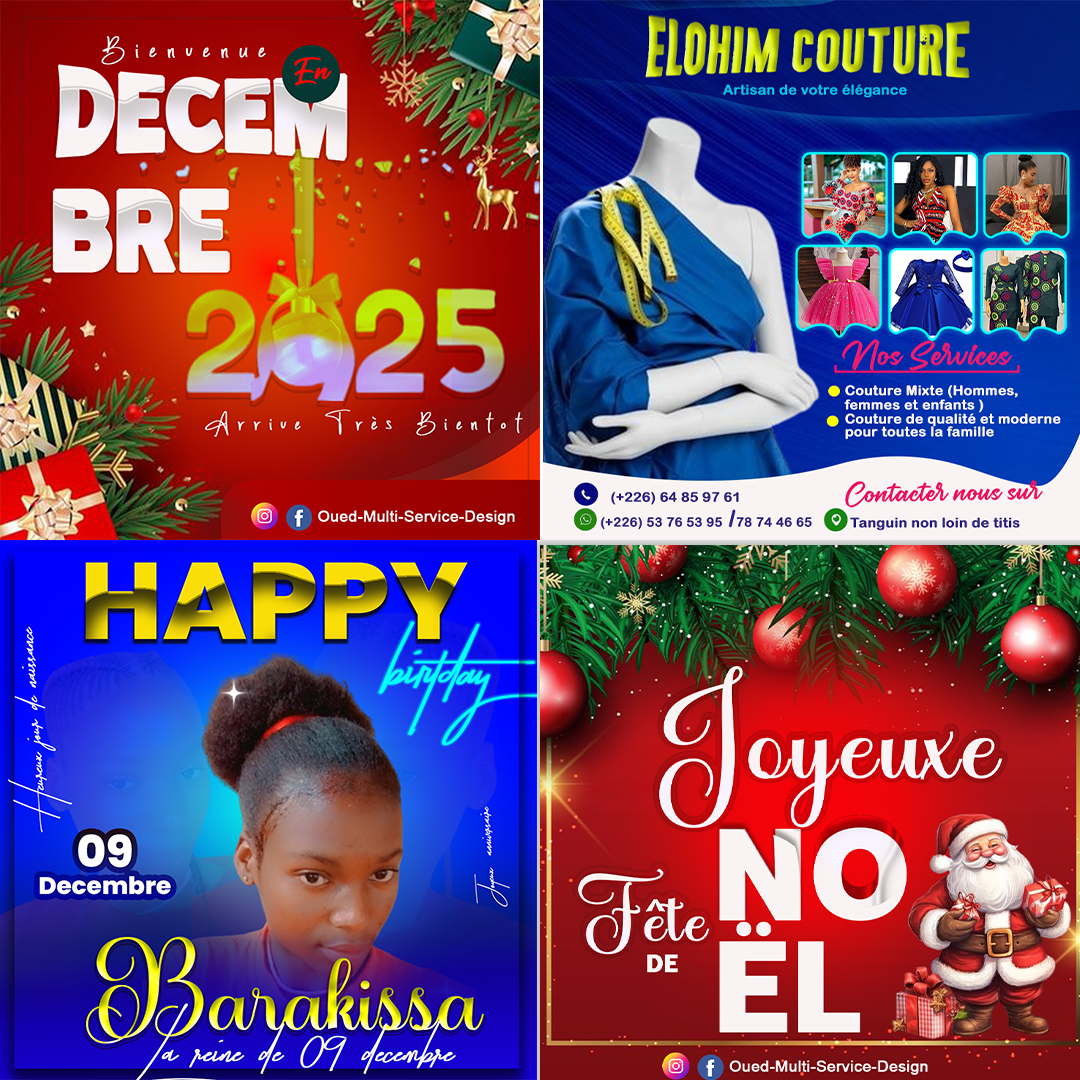 Bienvenue
En
DECEM
BRE
2025
Arrive Très Bientot
Oued-Multi-Service-Design
ELOHIM COUTURE
Artisan de votre élégance
Nos Services
Couture Mixte (Hommes,
femmes et enfants )
Couture de qualité et moderne
pour toutes la famille
Contacter nous sur
(+226) 64 85 97 61
(+226) 53 76 53 95 /78 74 46 65
Tanguin non loin de titis
HAPPY
birtday
Heureux jour de naissance
09
Decembre
Barakissa
La reine de 09 decembre
Joyeuxe
Fête
DE
NO
ËL
Oued-Multi-Service-Design